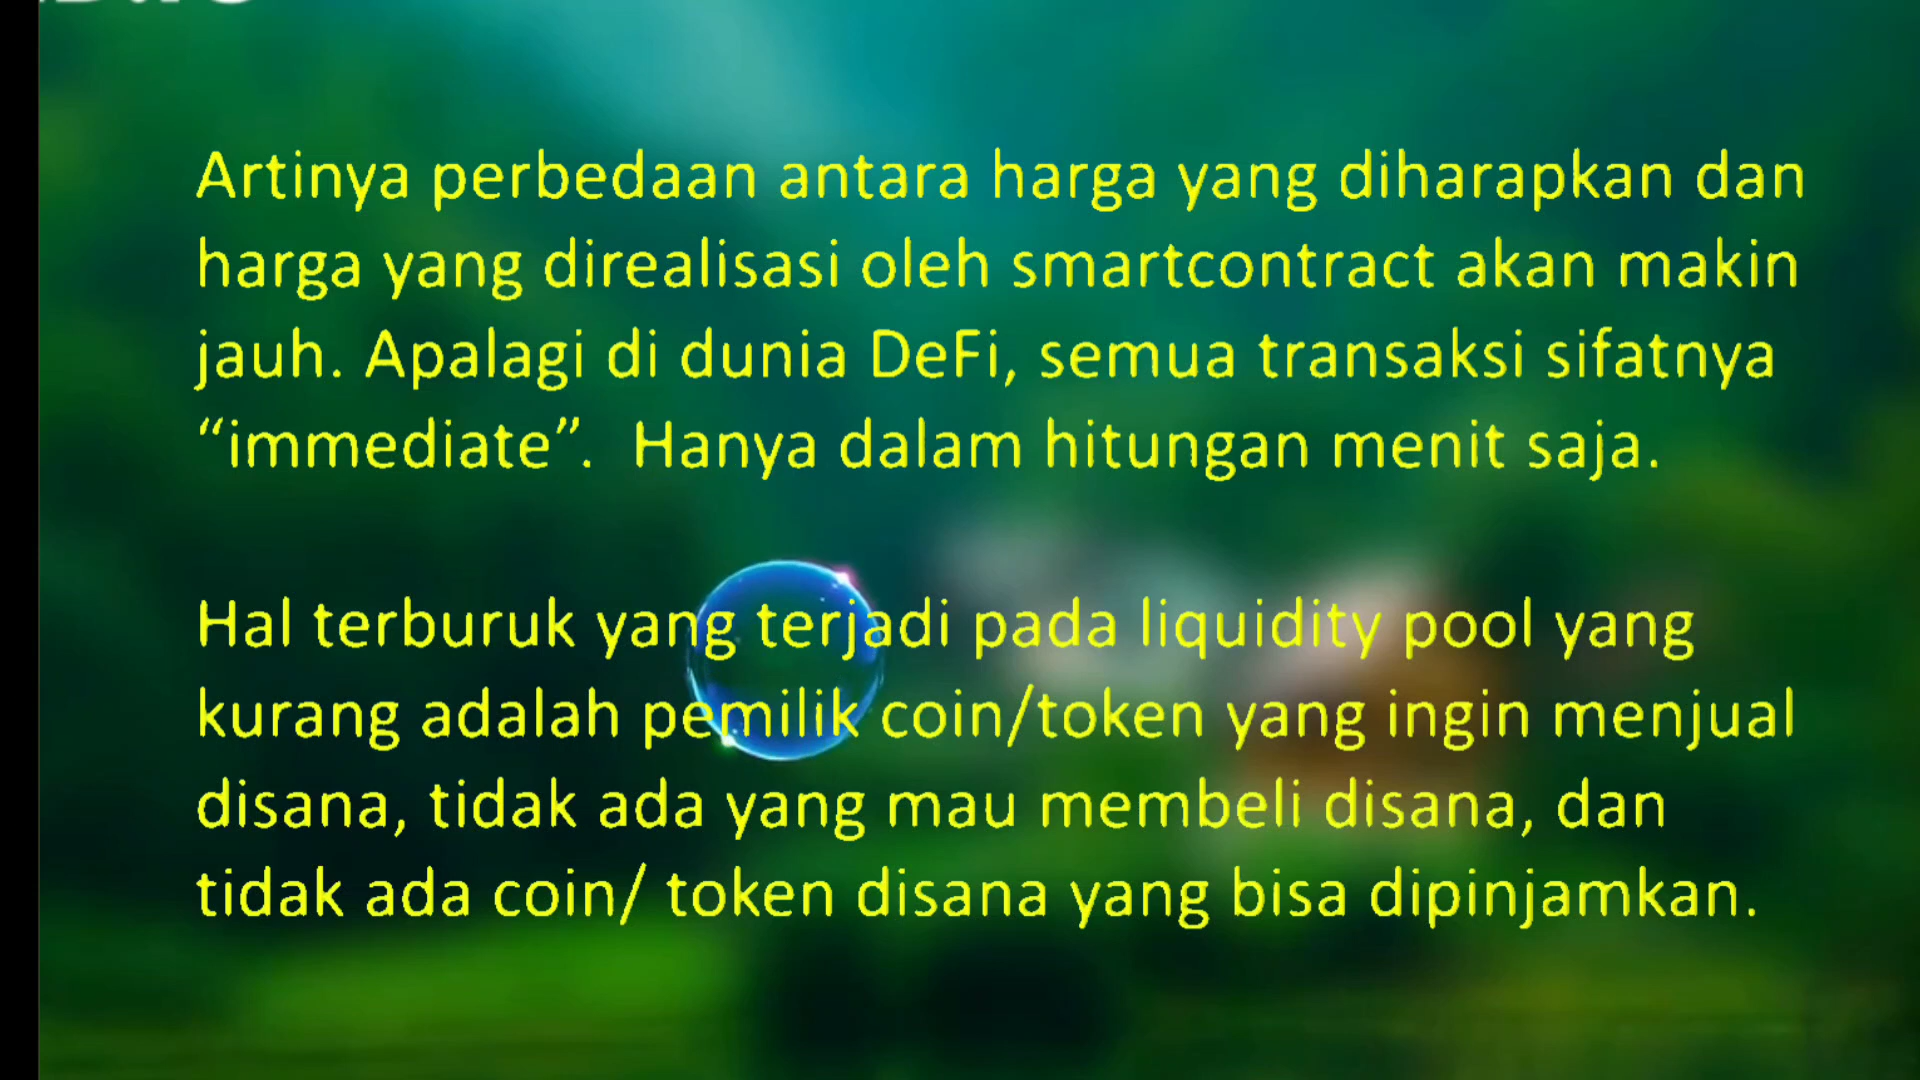 Artinya perbedaan antara harga yang diharapkan dan
harga yang direalisasi oleh smartcontract akan makin
jauh. Apalagi di dunia DeFi, semua transaksi sifatnya
“immediate”.  Hanya dalam hitungan menit saja.
Hal terburuk yang terjadi pada liquidity pool yang
kurang adalah pemilik coin/token yang ingin menjual
disana, tidak ada yang mau membeli disana, dan
tidak ada coin/ token disana yang bisa dipinjamkan.